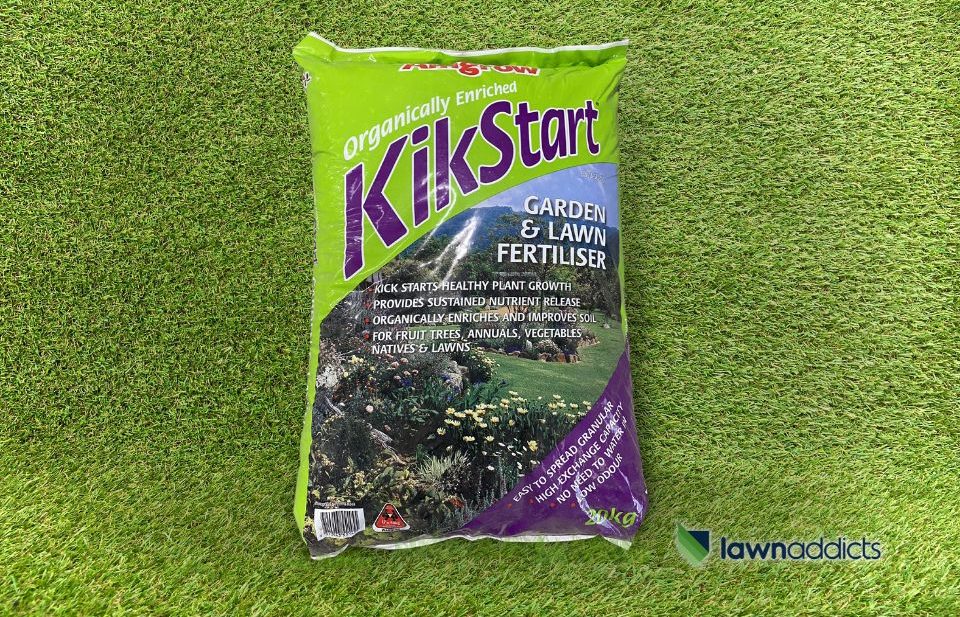 Organically Enriched
KikStart
GARDEN
& LAWN
FERTILISER
KICK STARTS HEALTHY PLANT GROWTH
PROVIDES SUSTAINED NUTRIENT RELEASE
ORGANICALLY ENRICHES AND IMPROVES SOIL
FOR FRUIT TREES, ANNUALS, VEGETABLES
NATIVES & LAWNS
EASY TO SPREAD GRANULAR
HIGH-EXCHANGE CAPACITY
NO NEED TO WATER IN
LOW ODOUR
20kg
lawnaddicts